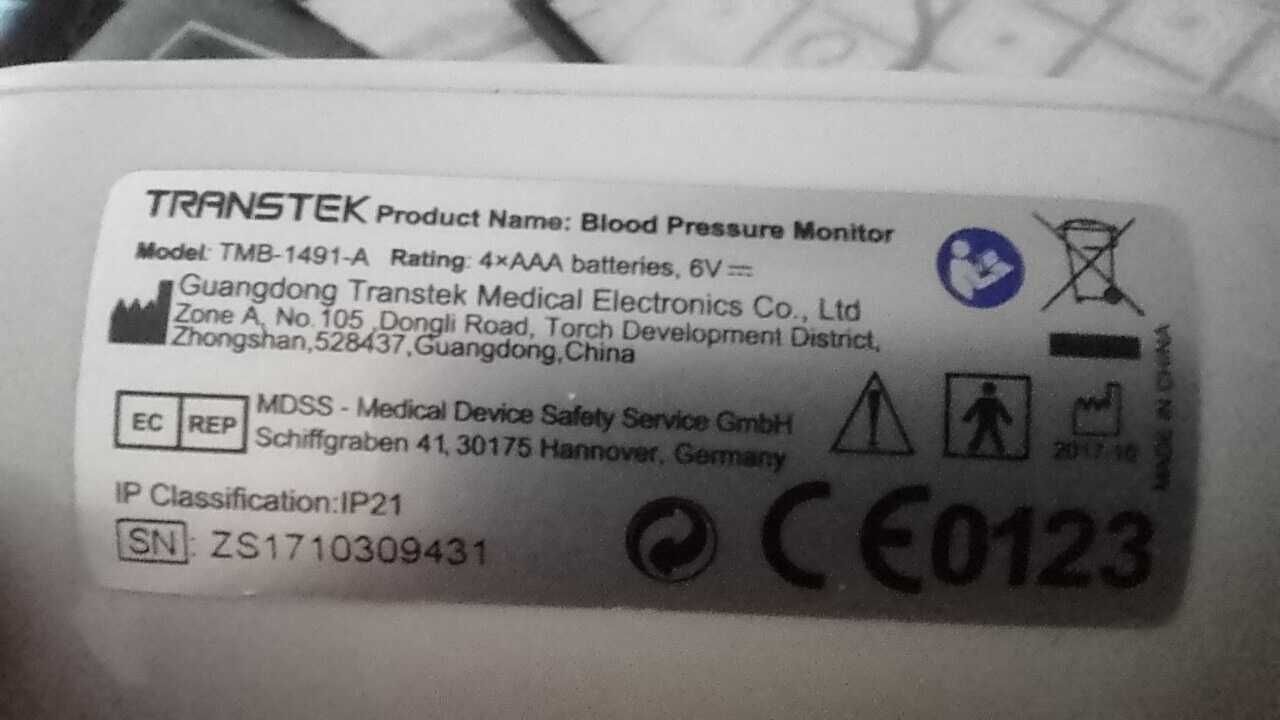 TRANSTEK Product Name: Blood Pressure Monitor
Model: TMB-1491-A Rating: 4×AAA batteries, 6V ⎓
Guangdong Transtek Medical Electronics Co., Ltd
Zone A, No.105 ,Dongli Road, Torch Development District,
Zhongshan,528437,Guangdong,China
EC REP
MDSS - Medical Device Safety Service GmbH
Schiffgraben 41, 30175 Hannover, Germany
2017-10
MADE IN CHINA
IP Classification:IP21
SN: ZS1710309431
CE0123